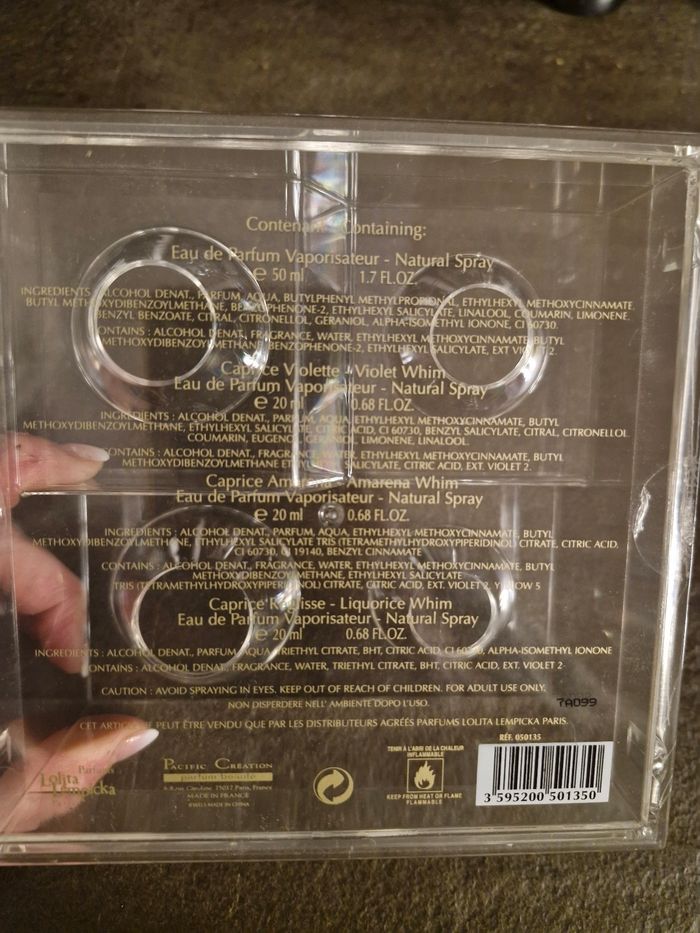 Contenant - Containing:
Eau de Parfum Vaporisateur - Natural Spray
℮ 50 ml 1.7 FL.OZ.
INGREDIENTS : ALCOHOL DENAT., PARFUM, AQUA, BUTYLPHENYL METHYLPROPIONAL, ETHYLHEXYL METHOXYCINNAMATE,
BUTYL METHOXYDIBENZOYLMETHANE, BENZOPHENONE-2, ETHYLHEXYL SALICYLATE, LINALOOL, COUMARIN, LIMONENE,
BENZYL BENZOATE, CITRAL, CITRONELLOL, GERANIOL, ALPHA-ISOMETHYL IONONE, CI 60730.
CONTAINS : ALCOHOL DENAT., FRAGRANCE, WATER, ETHYLHEXYL METHOXYCINNAMATE, BUTYL
METHOXYDIBENZOYLMETHANE, BENZOPHENONE-2, ETHYLHEXYL SALICYLATE, EXT VIOLET 2.
Caprice Violette - Violet Whim
Eau de Parfum Vaporisateur - Natural Spray
℮ 20 ml 0.68 FL.OZ.
INGREDIENTS : ALCOHOL DENAT., PARFUM, AQUA, ETHYLHEXYL METHOXYCINNAMATE, BUTYL
METHOXYDIBENZOYLMETHANE, ETHYLHEXYL SALICYLATE, CITRIC ACID, CI 60730, BENZYL SALICYLATE, CITRAL, CITRONELLOL
COUMARIN, EUGENOL, GERANIOL, LIMONENE, LINALOOL.
CONTAINS : ALCOHOL DENAT., FRAGRANCE, WATER, ETHYLHEXYL METHOXYCINNAMATE, BUTYL
METHOXYDIBENZOYLMETHANE ETHYLHEXYL SALICYLATE, CITRIC ACID, EXT. VIOLET 2.
Caprice Amarena - Amarena Whim
Eau de Parfum Vaporisateur - Natural Spray
℮ 20 ml 0.68 FL.OZ.
INGREDIENTS : ALCOHOL DENAT., PARFUM, AQUA, ETHYLHEXYL METHOXYCINNAMATE, BUTYL
METHOXYDIBENZOYLMETHANE, ETHYLHEXYL SALICYLATE TRIS (TETRAMETHYLHYDROXYPIPERIDINOL) CITRATE, CITRIC ACID,
CI 60730, CI 19140, BENZYL CINNAMATE
CONTAINS : ALCOHOL DENAT., FRAGRANCE, WATER, ETHYLHEXYL METHOXYCINNAMATE, BUTYL
METHOXYDIBENZOYLMETHANE, ETHYLHEXYL SALICYLATE
TRIS (TETRAMETHYLHYDROXYPIPERIDINOL) CITRATE, CITRIC ACID, EXT. VIOLET 2, YELLOW 5
Caprice Réglisse - Liquorice Whim
Eau de Parfum Vaporisateur - Natural Spray
℮ 20 ml 0.68 FL.OZ.
INGREDIENTS : ALCOHOL DENAT., PARFUM, AQUA, TRIETHYL CITRATE, BHT, CITRIC ACID, CI 60730, ALPHA-ISOMETHYL IONONE
CONTAINS : ALCOHOL DENAT., FRAGRANCE, WATER, TRIETHYL CITRATE, BHT, CITRIC ACID, EXT. VIOLET 2
CAUTION : AVOID SPRAYING IN EYES. KEEP OUT OF REACH OF CHILDREN. FOR ADULT USE ONLY.
NON DISPERDERE NELL' AMBIENTE DOPO L'USO.
7A099
CET ARTICLE NE PEUT ÊTRE VENDU QUE PAR LES DISTRIBUTEURS AGRÉÉS PARFUMS LOLITA LEMPICKA PARIS.
RÉF. 050135
Parfums
Lolita
Lempicka
PACIFIC CRÉATION
parfum beauté
75017 Paris, France
MADE IN FRANCE
JEWELS MADE IN CHINA
TENIR À L'ABRI DE LA CHALEUR
INFLAMMABLE
KEEP FROM HEAT OR FLAME
FLAMMABLE
3 595200 501350